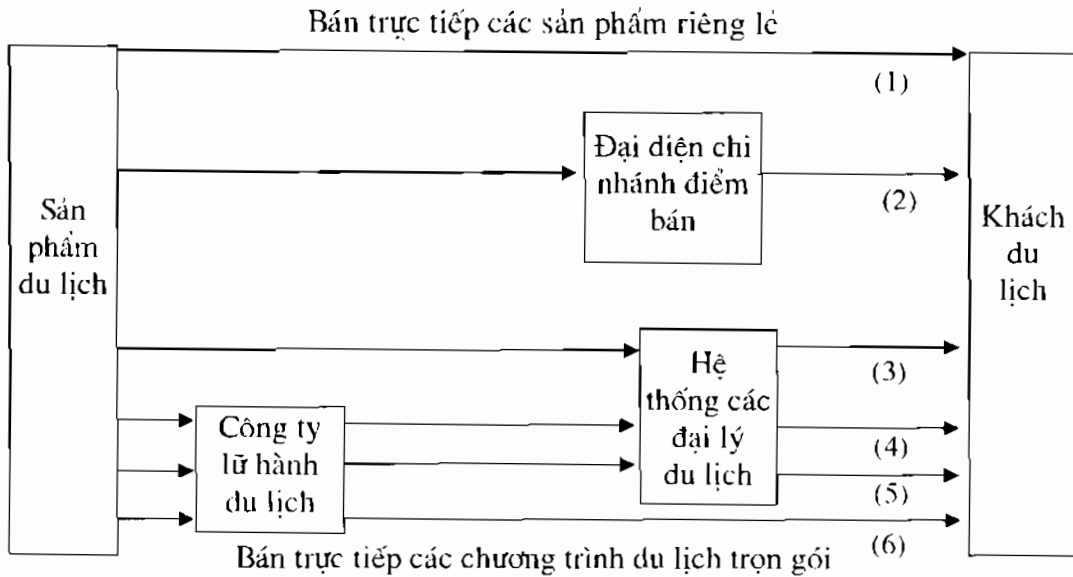 Bán trực tiếp các sản phẩm riêng lẻ
(1)
Đại diện chi
nhánh điểm
bán
(2)
Sản
phẩm
du lịch
Khách
du
lịch
Hệ
thống các
đại lý
du lịch
(3)
Công ty
lữ hành
du lịch
(4)
(5)
(6)
Bán trực tiếp các chương trình du lịch trọn gói